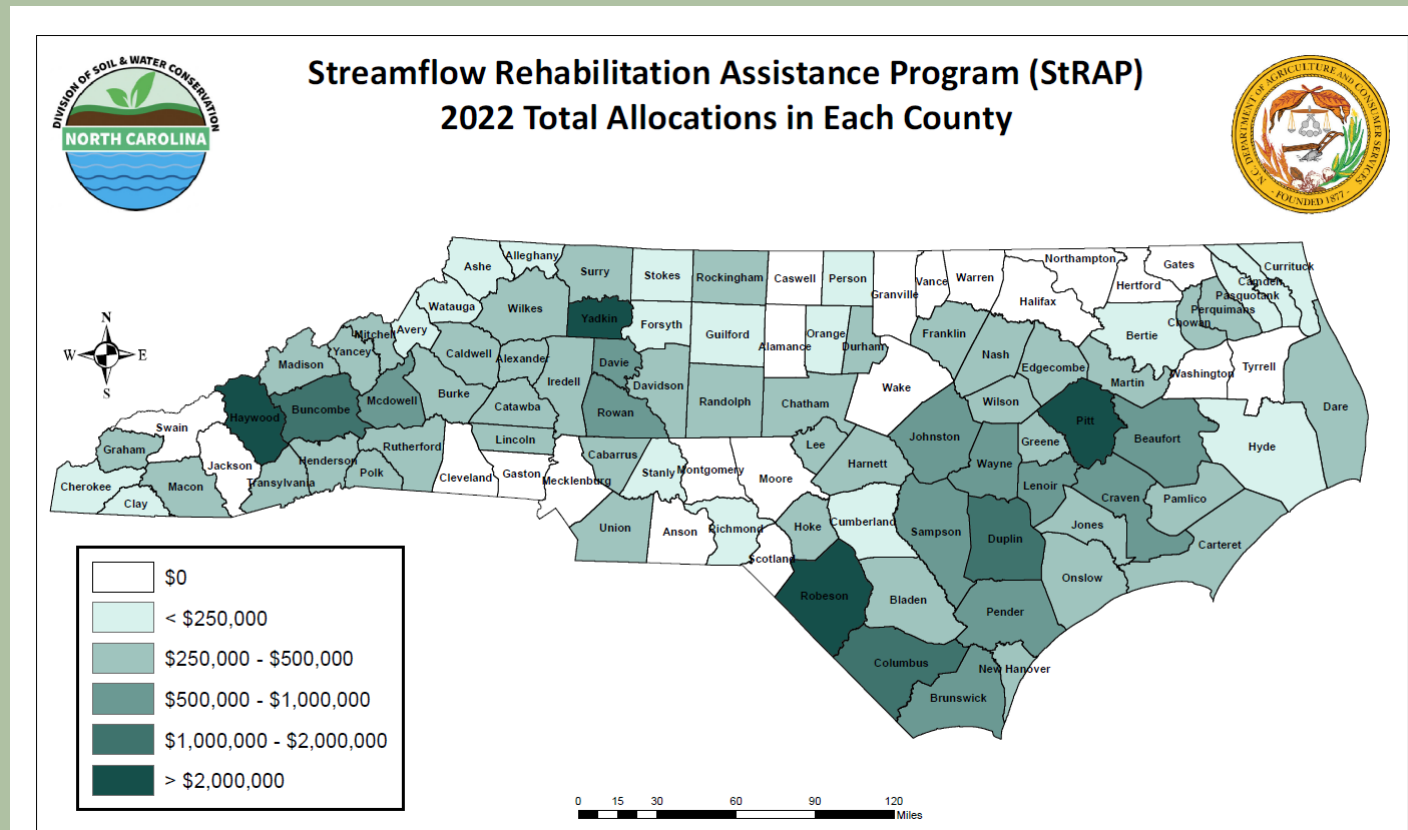 Streamflow Rehabilitation Assistance Program (StRAP)
2022 Total Allocations in Each County
DIVISION OF SOIL & WATER CONSERVATION
NORTH CAROLINA
N.C. DEPARTMENT OF AGRICULTURE AND CONSUMER SERVICES
- FOUNDED 1877 -
N
W E
S
Ashe
Alleghany
Surry
Stokes
Rockingham
Caswell
Person
Granville
Vance
Warren
Northampton
Halifax
Hertford
Gates
Currituck
Camden
Pasquotank
Perquimans
Chowan
Bertie
Watauga
Wilkes
Yadkin
Forsyth
Guilford
Alamance
Orange
Durham
Franklin
Nash
Edgecombe
Martin
Washington
Tyrrell
Dare
Mitchell
Avery
Yancey
Madison
Caldwell
Alexander
Davie
Iredell
Davidson
Randolph
Chatham
Wake
Wilson
Pitt
Beaufort
Hyde
Haywood
Buncombe
Mcdowell
Burke
Catawba
Rowan
Lincoln
Swain
Graham
Jackson
Henderson
Rutherford
Polk
Cleveland
Gaston
Mecklenburg
Cabarrus
Stanly
Montgomery
Moore
Lee
Harnett
Johnston
Wayne
Greene
Lenoir
Craven
Pamlico
Cherokee
Clay
Macon
Transylvania
Union
Anson
Richmond
Scotland
Hoke
Cumberland
Sampson
Duplin
Jones
Carteret
Onslow
Robeson
Bladen
Pender
Columbus
New Hanover
Brunswick
$0
< $250,000
$250,000 - $500,000
$500,000 - $1,000,000
$1,000,000 - $2,000,000
> $2,000,000
0 15 30 60 90 120
Miles